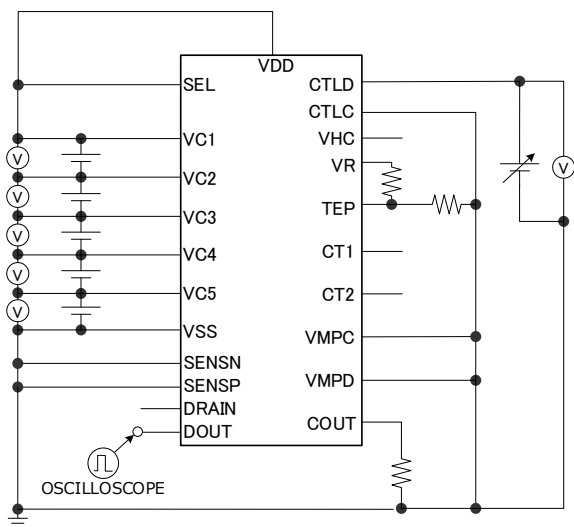 VDD
SEL
VC1
VC2
VC3
VC4
VC5
VSS
SENSN
SENSP
DRAIN
DOUT
CTLD
CTLC
VHC
VR
TEP
CT1
CT2
VMPC
VMPD
COUT
V
V
V
V
V
V
OSCILLOSCOPE